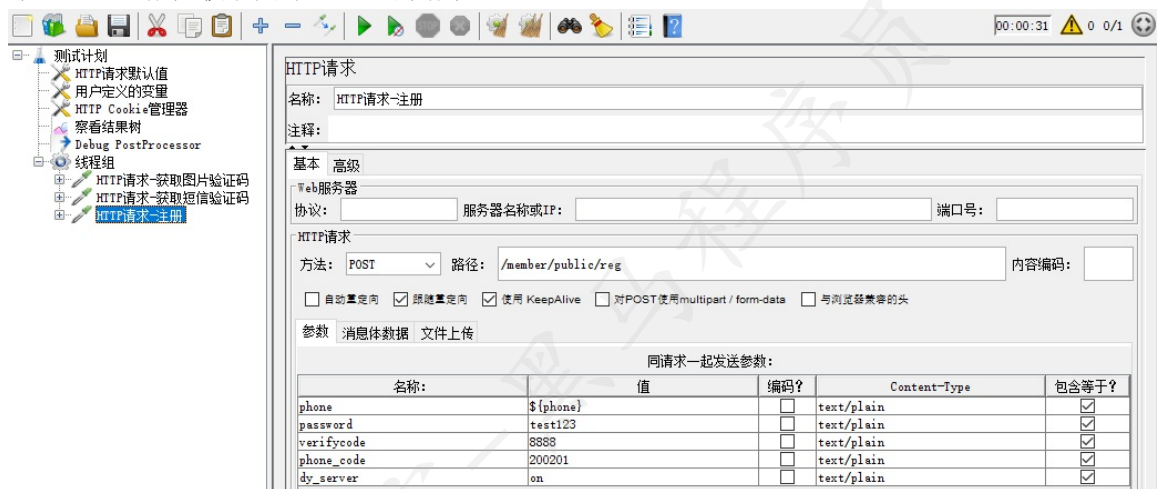 STOP
00:00:31
0 0/1
测试计划
HTTP请求默认值
用户定义的变量
HTTP Cookie管理器
察看结果树
Debug PostProcessor
线程组
HTTP请求-获取图片验证码
HTTP请求-获取短信验证码
HTTP请求-注册
HTTP请求
名称: HTTP请求-注册
注释:
基本 高级
Web服务器
协议: 服务器名称或IP: 端口号:
HTTP请求
方法: POST 路径: /member/public/reg 内容编码:
自动重定向 跟随重定向 使用 KeepAlive 对POST使用multipart / form-data 与浏览器兼容的头
参数 消息体数据 文件上传
同请求一起发送参数:
名称: 值 编码? Content-Type 包含等于?
phone ${phone} text/plain
password test123 text/plain
verifycode 8888 text/plain
phone_code 200201 text/plain
dy_server on text/plain
一黑马程序员